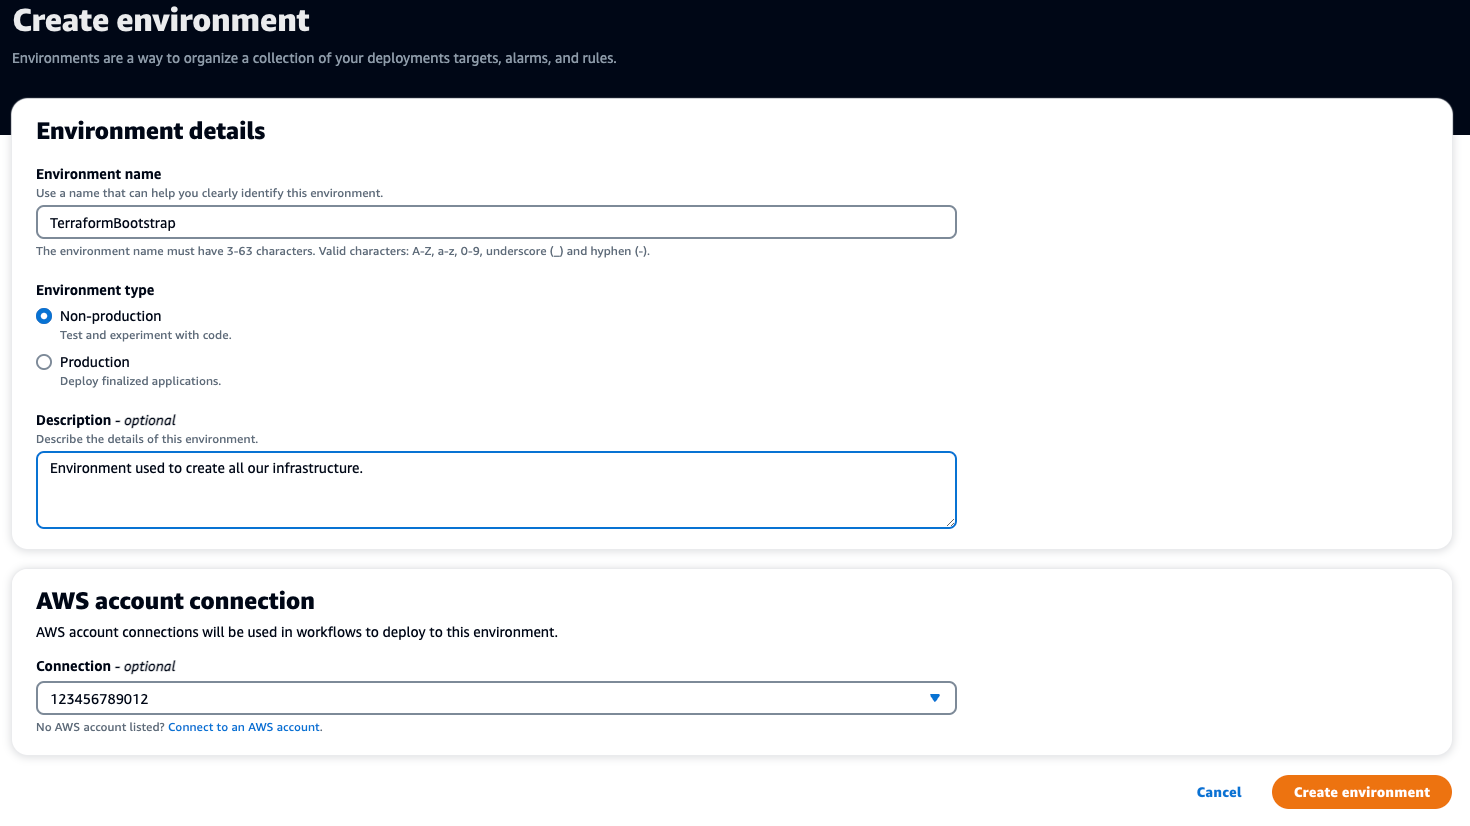 Create environment
Environments are a way to organize a collection of your deployments targets, alarms, and rules.
Environment details
Environment name
Use a name that can help you clearly identify this environment.
TerraformBootstrap
The environment name must have 3-63 characters. Valid characters: A-Z, a-z, 0-9, underscore (_) and hyphen (-).
Environment type
Non-production
Test and experiment with code.
Production
Deploy finalized applications.
Description - optional
Describe the details of this environment.
Environment used to create all our infrastructure.
AWS account connection
AWS account connections will be used in workflows to deploy to this environment.
Connection - optional
123456789012
No AWS account listed? Connect to an AWS account.
Cancel Create environment